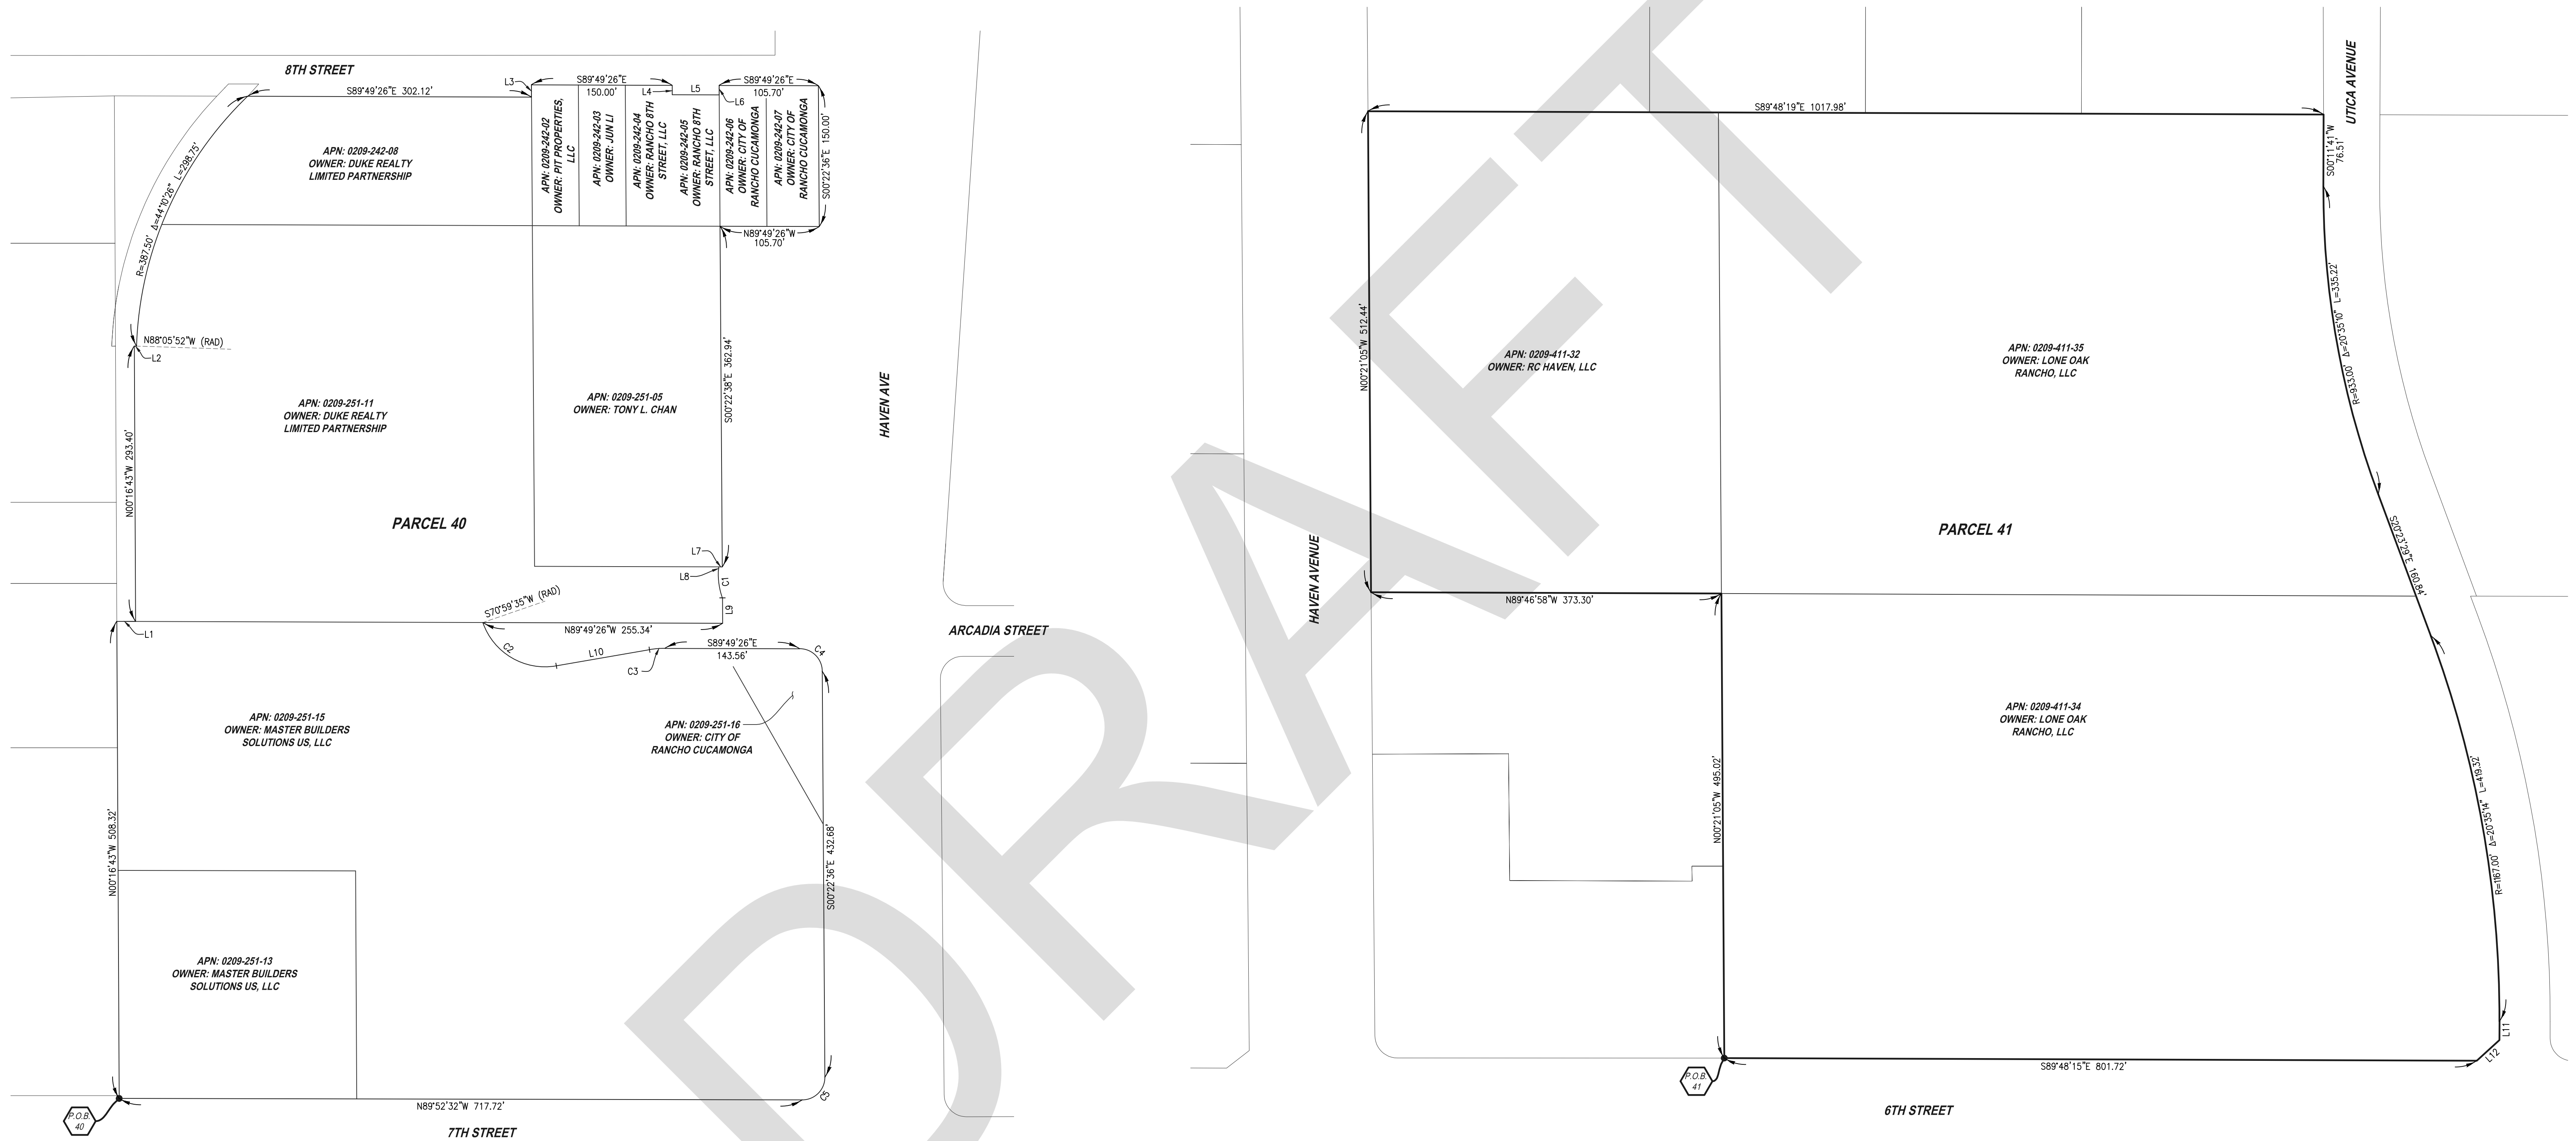 8TH STREET
S89°49'26"E 302.12'
L3
S89°49'26"E
150.00'
L4
L5
S89°49'26"E
105.70'
L6
S00°22'36"E 150.00'
N89°49'26"W
105.70'
R=387.50' Δ=44°10'26" L=298.75'
APN: 0209-242-08
OWNER: DUKE REALTY
LIMITED PARTNERSHIP
APN: 0209-242-02
OWNER: PIT PROPERTIES,
LLC
APN: 0209-242-03
OWNER: JUN LI
APN: 0209-242-04
OWNER: RANCHO 8TH
STREET, LLC
APN: 0209-242-05
OWNER: RANCHO 8TH
STREET, LLC
APN: 0209-242-06
OWNER: CITY OF
RANCHO CUCAMONGA
APN: 0209-242-07
OWNER: CITY OF
RANCHO CUCAMONGA
N88°05'52"W (RAD)
L2
N00°16'43"W 293.40'
APN: 0209-251-11
OWNER: DUKE REALTY
LIMITED PARTNERSHIP
APN: 0209-251-05
OWNER: TONY L. CHAN
S00°22'38"E 362.94'
HAVEN AVE
PARCEL 40
L7
L8
C1
L9
S70°59'35"W (RAD)
L1
N89°49'26"W 255.34'
C2
L10
C3
S89°49'26"E
143.56'
C4
ARCADIA STREET
APN: 0209-251-15
OWNER: MASTER BUILDERS
SOLUTIONS US, LLC
APN: 0209-251-16
OWNER: CITY OF
RANCHO CUCAMONGA
N00°16'43"W 508.32'
S00°22'36"E 432.68'
APN: 0209-251-13
OWNER: MASTER BUILDERS
SOLUTIONS US, LLC
P.O.B.
40
N89°52'32"W 717.72'
C5
7TH STREET
DRAFT
S89°48'19"E 1017.98'
UTICA AVENUE
S00°11'41"W
76.51'
N00°21'05"W 512.44'
APN: 0209-411-32
OWNER: RC HAVEN, LLC
APN: 0209-411-35
OWNER: LONE OAK
RANCHO, LLC
R=933.00' Δ=20°35'10" L=335.22'
PARCEL 41
S20°23'29"E 160.84'
HAVEN AVENUE
N89°46'58"W 373.30'
APN: 0209-411-34
OWNER: LONE OAK
RANCHO, LLC
N00°21'05"W 495.02'
R=1167.00' Δ=20°35'14" L=419.32'
L11
L12
P.O.B.
41
S89°48'15"E 801.72'
6TH STREET